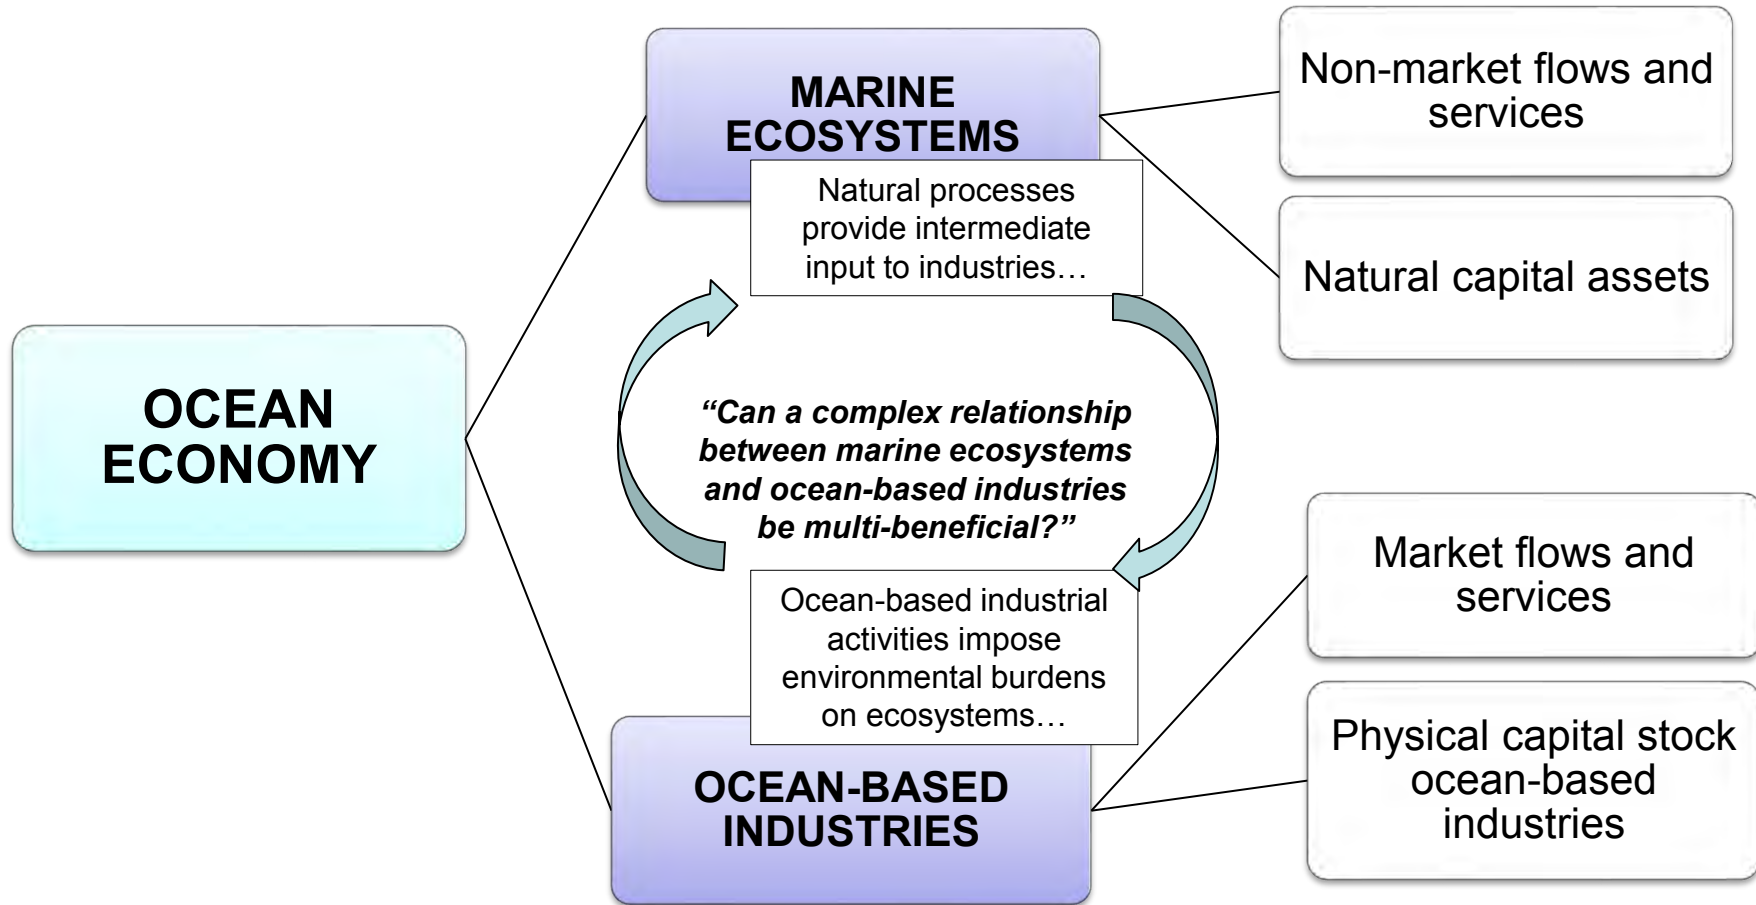 OCEAN
ECONOMY
MARINE
ECOSYSTEMS
Natural processes
provide intermediate
input to industries…
“Can a complex relationship
between marine ecosystems
and ocean-based industries
be multi-beneficial?”
Ocean-based industrial
activities impose
environmental burdens
on ecosystems…
OCEAN-BASED
INDUSTRIES
Non-market flows and
services
Natural capital assets
Market flows and
services
Physical capital stock
ocean-based
industries